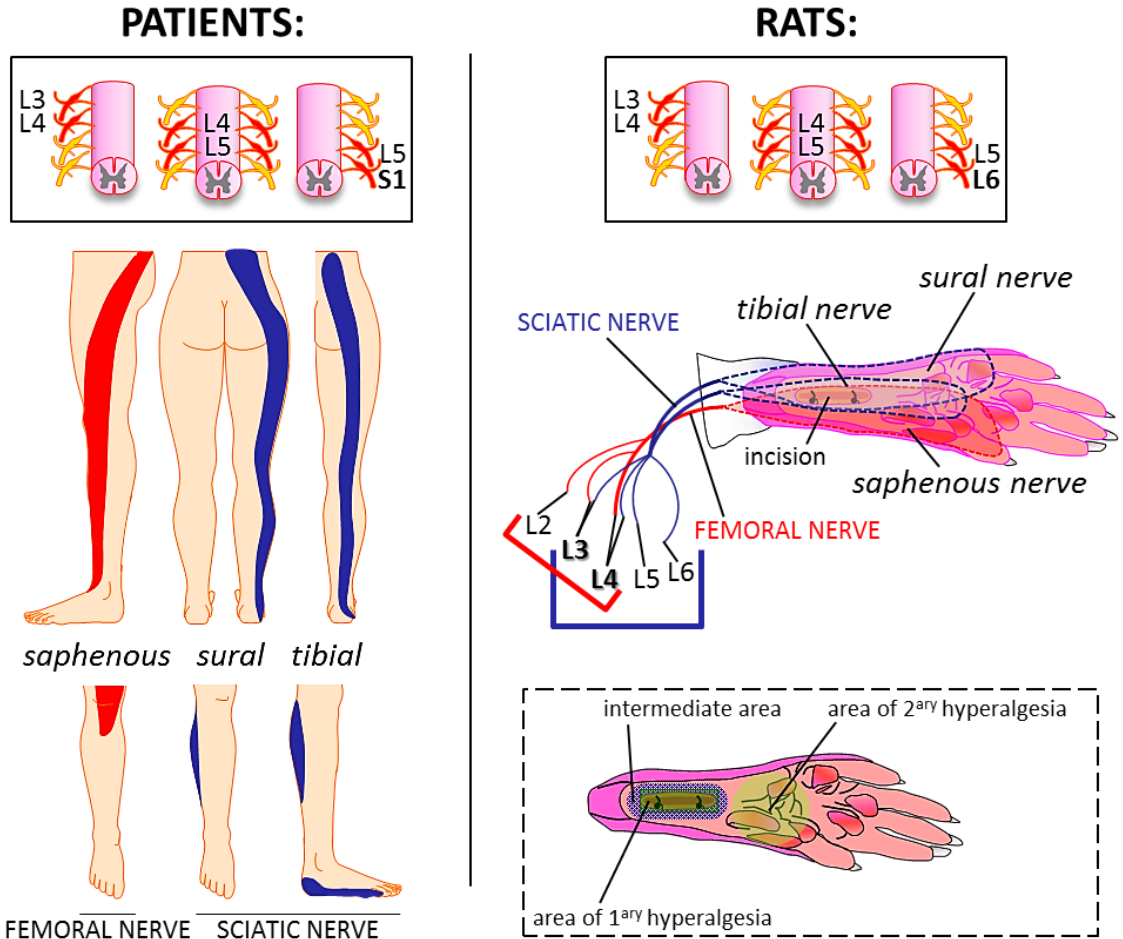 PATIENTS:
L3
L4
L4
L5
L5
S1
saphenous
sural
tibial
FEMORAL NERVE
SCIATIC NERVE
RATS:
L3
L4
L4
L5
L5
L6
sural nerve
tibial nerve
SCIATIC NERVE
incision
saphenous nerve
FEMORAL NERVE
L2
L3
L4
L5
L6
intermediate area
area of 2ary hyperalgesia
area of 1ary hyperalgesia